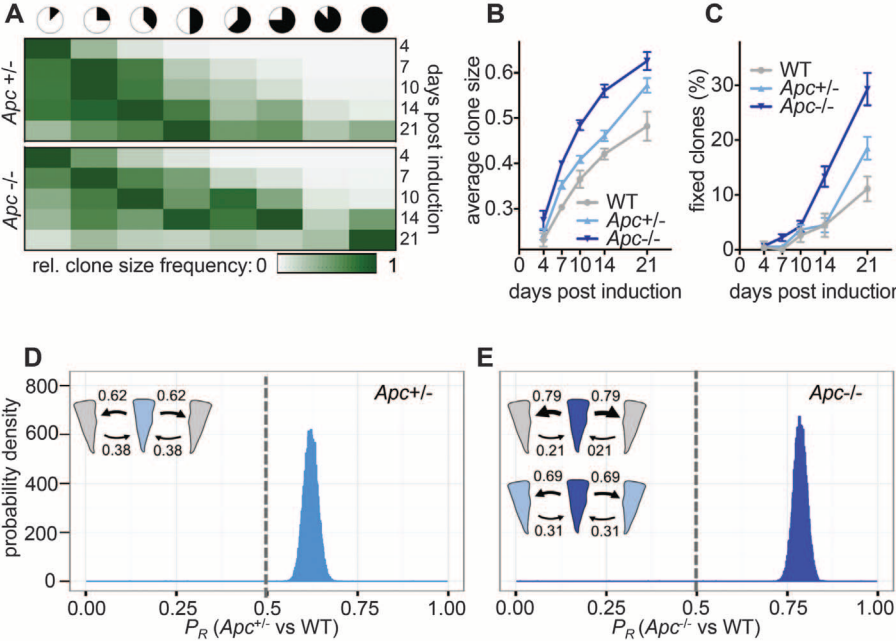 A
Apc +/-
4
7
10
14
21
days post induction
Apc -/-
4
7
10
14
21
rel. clone size frequency: 0 1
B
average clone size
0.6
0.5
0.4
0.3
WT
Apc+/-
Apc-/-
0 4 7 10 14 21
days post induction
C
fixed clones (%)
30
20
10
0
WT
Apc+/-
Apc-/-
0 4 7 10 14 21
days post induction
D
probability density
800
600
400
200
0
0.62 0.62
0.38 0.38
Apc+/-
0.00 0.25 0.5 0.75 1.00
PR (Apc+/- vs WT)
E
0.79 0.79
0.21 021
0.69 0.69
0.31 0.31
Apc-/-
0.00 0.25 0.5 0.75 1.00
PR (Apc-/- vs WT)